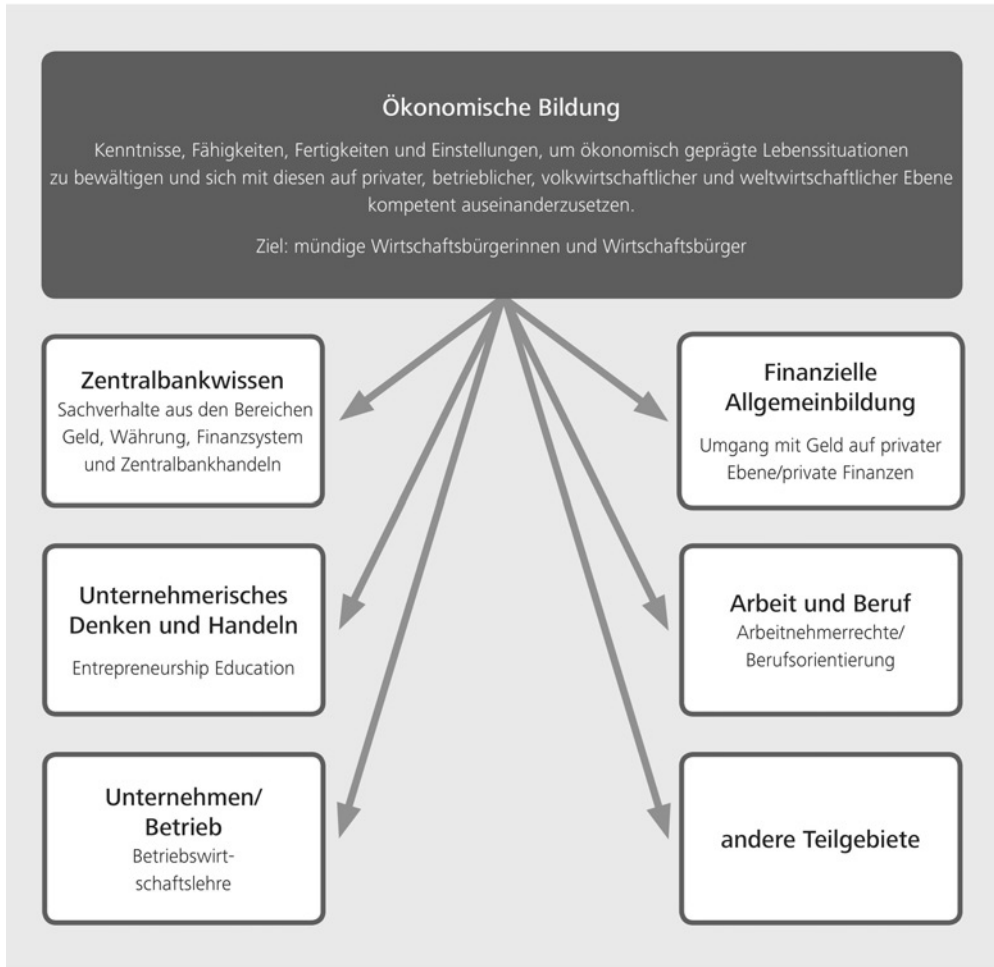 Ökonomische Bildung
Kenntnisse, Fähigkeiten, Fertigkeiten und Einstellungen, um ökonomisch geprägte Lebenssituationen
zu bewältigen und sich mit diesen auf privater, betrieblicher, volkwirtschaftlicher und weltwirtschaftlicher Ebene
kompetent auseinanderzusetzen.
Ziel: mündige Wirtschaftsbürgerinnen und Wirtschaftsbürger
Zentralbankwissen
Sachverhalte aus den Bereichen
Geld, Währung, Finanzsystem
und Zentralbankhandeln
Finanzielle
Allgemeinbildung
Umgang mit Geld auf privater
Ebene/private Finanzen
Unternehmerisches
Denken und Handeln
Entrepreneurship Education
Arbeit und Beruf
Arbeitnehmerrechte/
Berufsorientierung
Unternehmen/
Betrieb
Betriebswirt-
schaftslehre
andere Teilgebiete